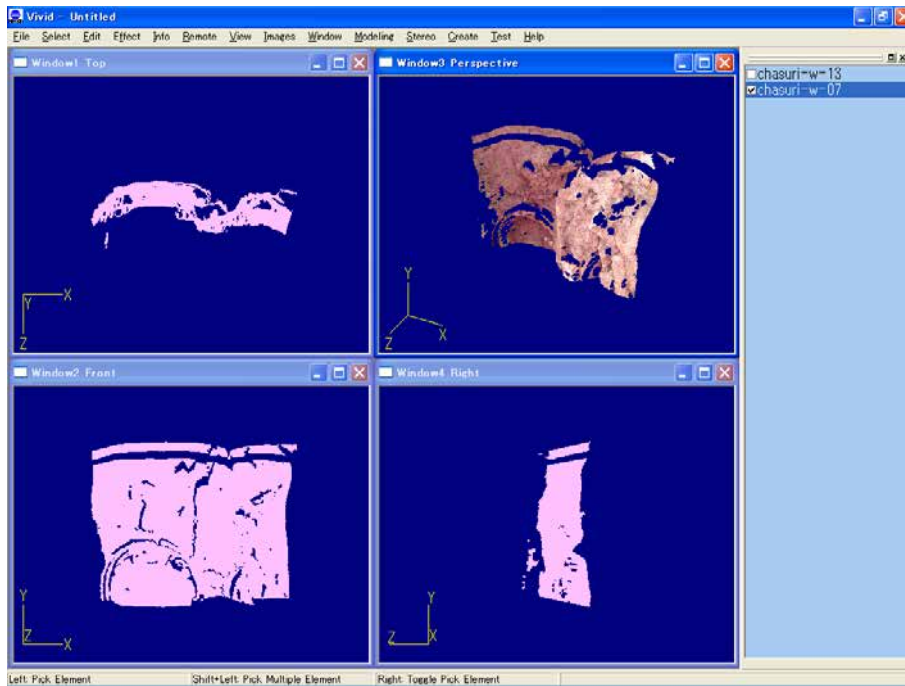 Vivid - Untitled
File Select Edit Effect Info Remote View Images Window Modeling Stereo Create Test Help
Window1 Top
Window3 Perspective
chasuri-w-13
chasuri-w-07
Y
X
Z
Y
X
Z
Window2 Front
Window4 Right
Y
Z
X
Y
Z
X
Left: Pick Element
Shift+Left: Pick Multiple Element
Right: Toggle Pick Element